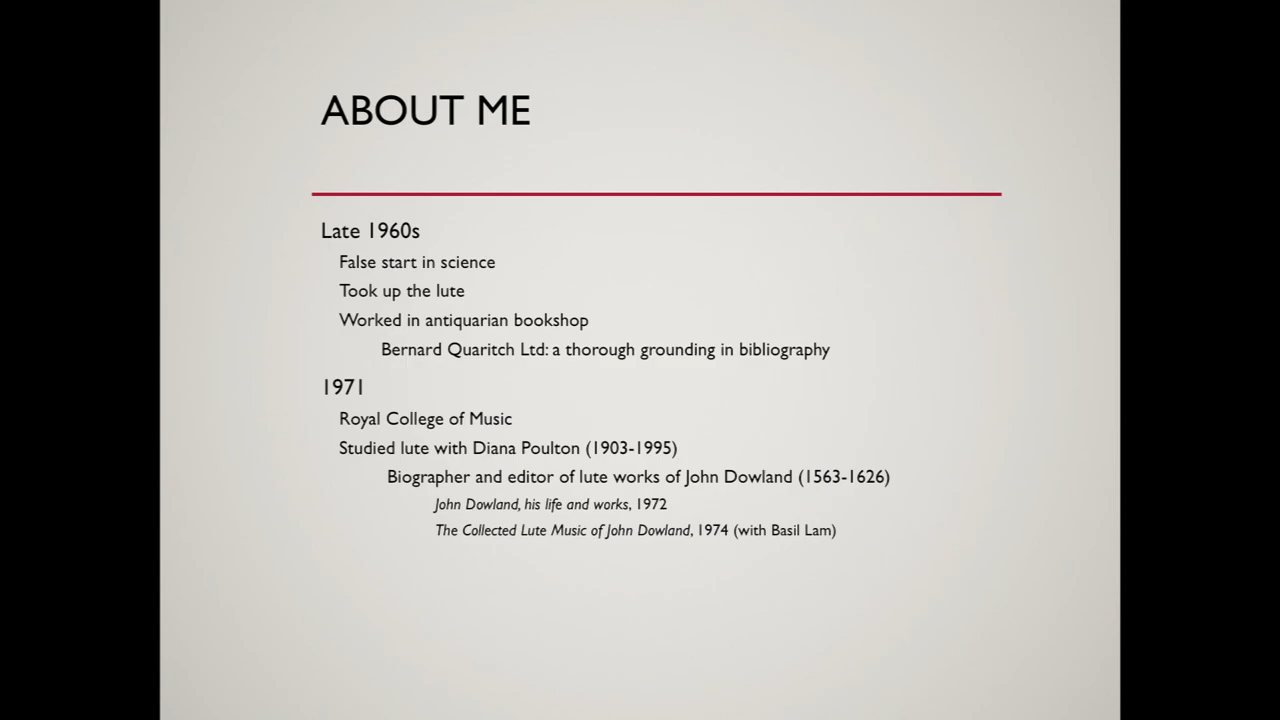 ABOUT ME
Late 1960s
False start in science
Took up the lute
Worked in antiquarian bookshop
Bernard Quaritch Ltd: a thorough grounding in bibliography
1971
Royal College of Music
Studied lute with Diana Poulton (1903-1995)
Biographer and editor of lute works of John Dowland (1563-1626)
John Dowland, his life and works, 1972
The Collected Lute Music of John Dowland, 1974 (with Basil Lam)